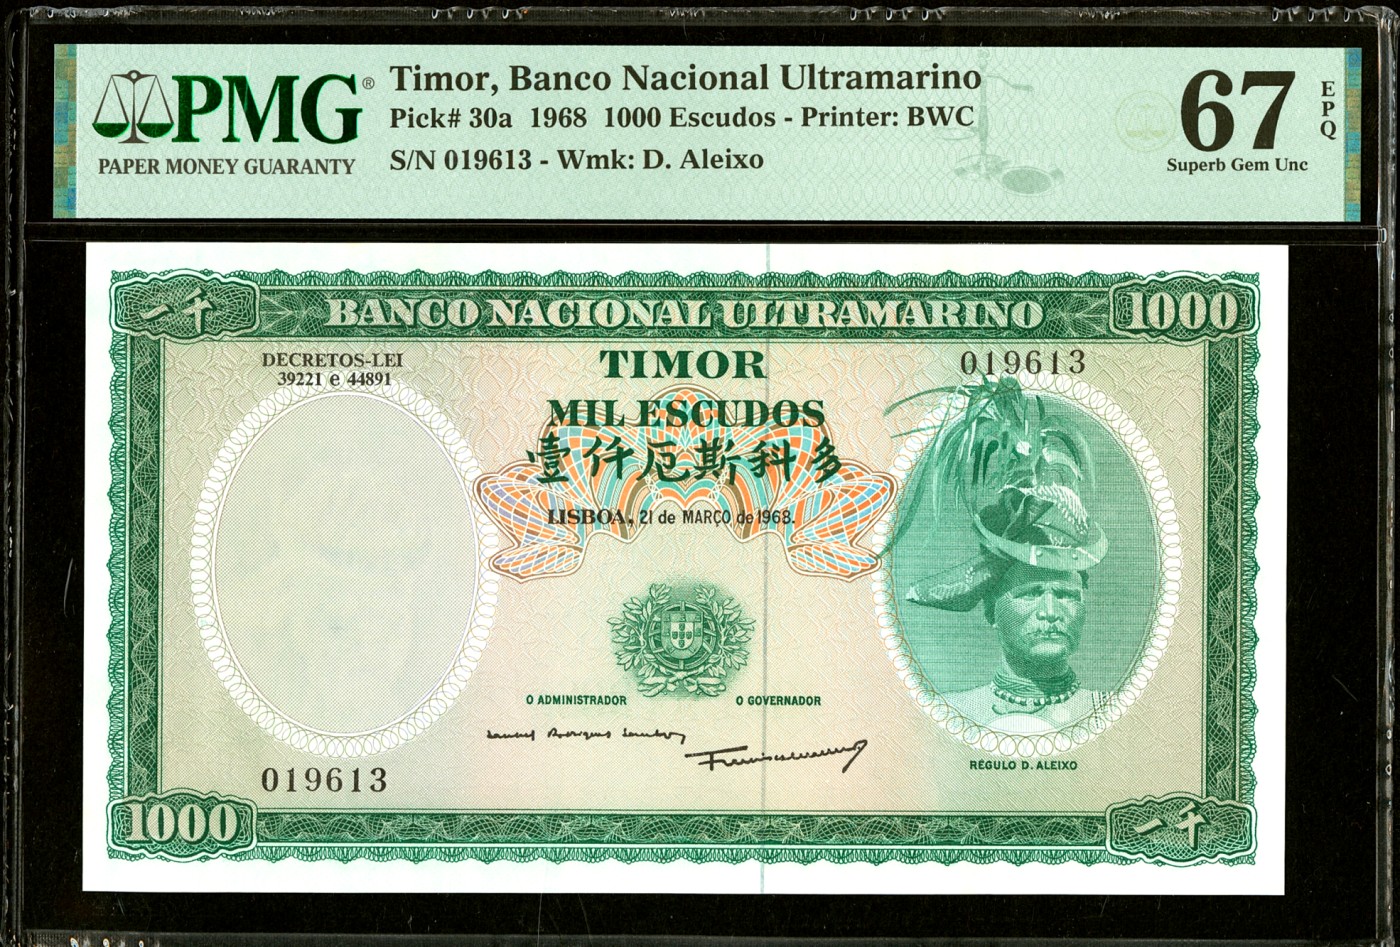 PMG®
PAPER MONEY GUARANTY
Timor, Banco Nacional Ultramarino
Pick# 30a 1968 1000 Escudos - Printer: BWC
S/N 019613 - Wmk: D. Aleixo
67
EPQ
Superb Gem Unc
一千
BANCO NACIONAL ULTRAMARINO
1000
DECRETOS-LEI
39221 e 44891
TIMOR
019613
MIL ESCUDOS
壹仟厄斯科多
LISBOA, 21 de MARÇO de 1968.
O ADMINISTRADOR
O GOVERNADOR
RÉGULO D. ALEIXO
019613
1000
一千